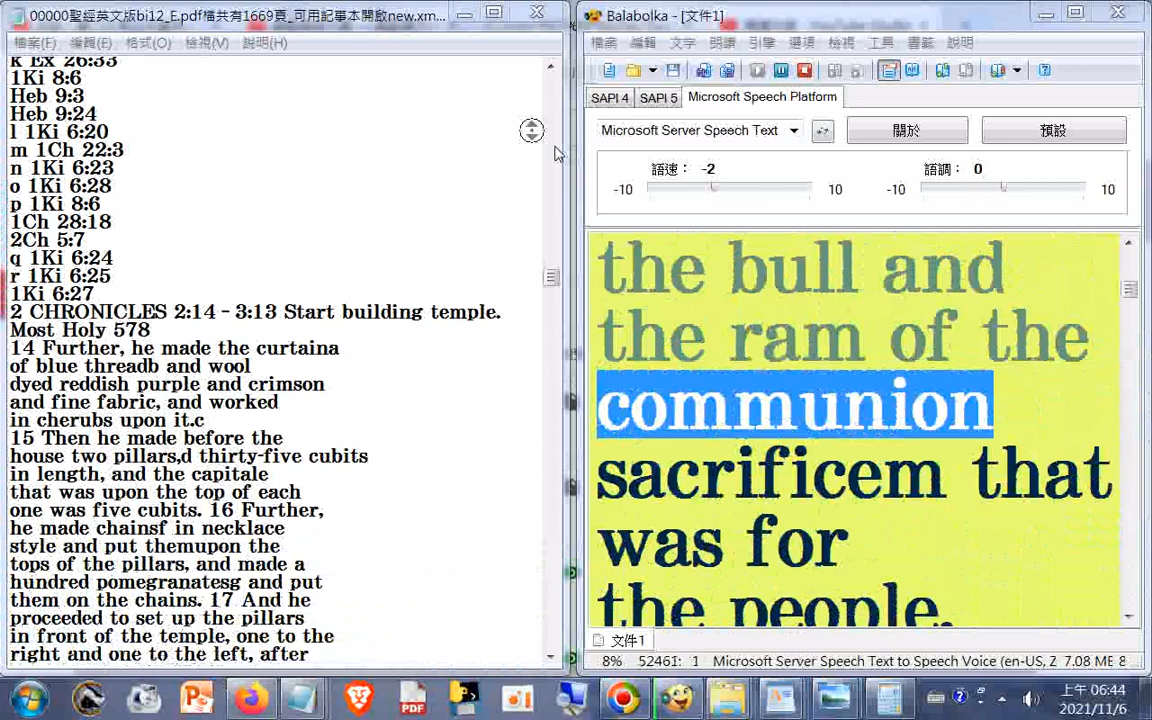 00000聖經英文版bi12_E.pdf檔共有1669頁_可用記事本開啟new.xm...
檔案(F) 編輯(E) 格式(O) 檢視(V) 說明(H)
k Ex 26:33
1Ki 8:6
Heb 9:3
Heb 9:24
l 1Ki 6:20
m 1Ch 22:3
n 1Ki 6:23
o 1Ki 6:28
p 1Ki 8:6
1Ch 28:18
2Ch 5:7
q 1Ki 6:24
r 1Ki 6:25
1Ki 6:27
2 CHRONICLES 2:14 - 3:13 Start building temple.
Most Holy 578
14 Further, he made the curtaina
of blue threadb and wool
dyed reddish purple and crimson
and fine fabric, and worked
in cherubs upon it.c
15 Then he made before the
house two pillars,d thirty-five cubits
in length, and the capitale
that was upon the top of each
one was five cubits. 16 Further,
he made chainsf in necklace
style and put themupon the
tops of the pillars, and made a
hundred pomegranatesg and put
them on the chains. 17 And he
proceeded to set up the pillars
in front of the temple, one to the
right and one to the left, after
Balabolka - [文件1]
檔案 編輯 文字 朗讀 引擎 選項 檢視 工具 書籤 說明
SAPI 4 SAPI 5 Microsoft Speech Platform
Microsoft Server Speech Text 關於 預設
語速： -2 語調： 0
-10 10 -10 10
the bull and
the ram of the
communion
sacrificem that
was for
the people.
文件1
8% 52461: 1 Microsoft Server Speech Text to Speech Voice (en-US, 2 7.08 MB 8
上午 06:44
2021/11/6